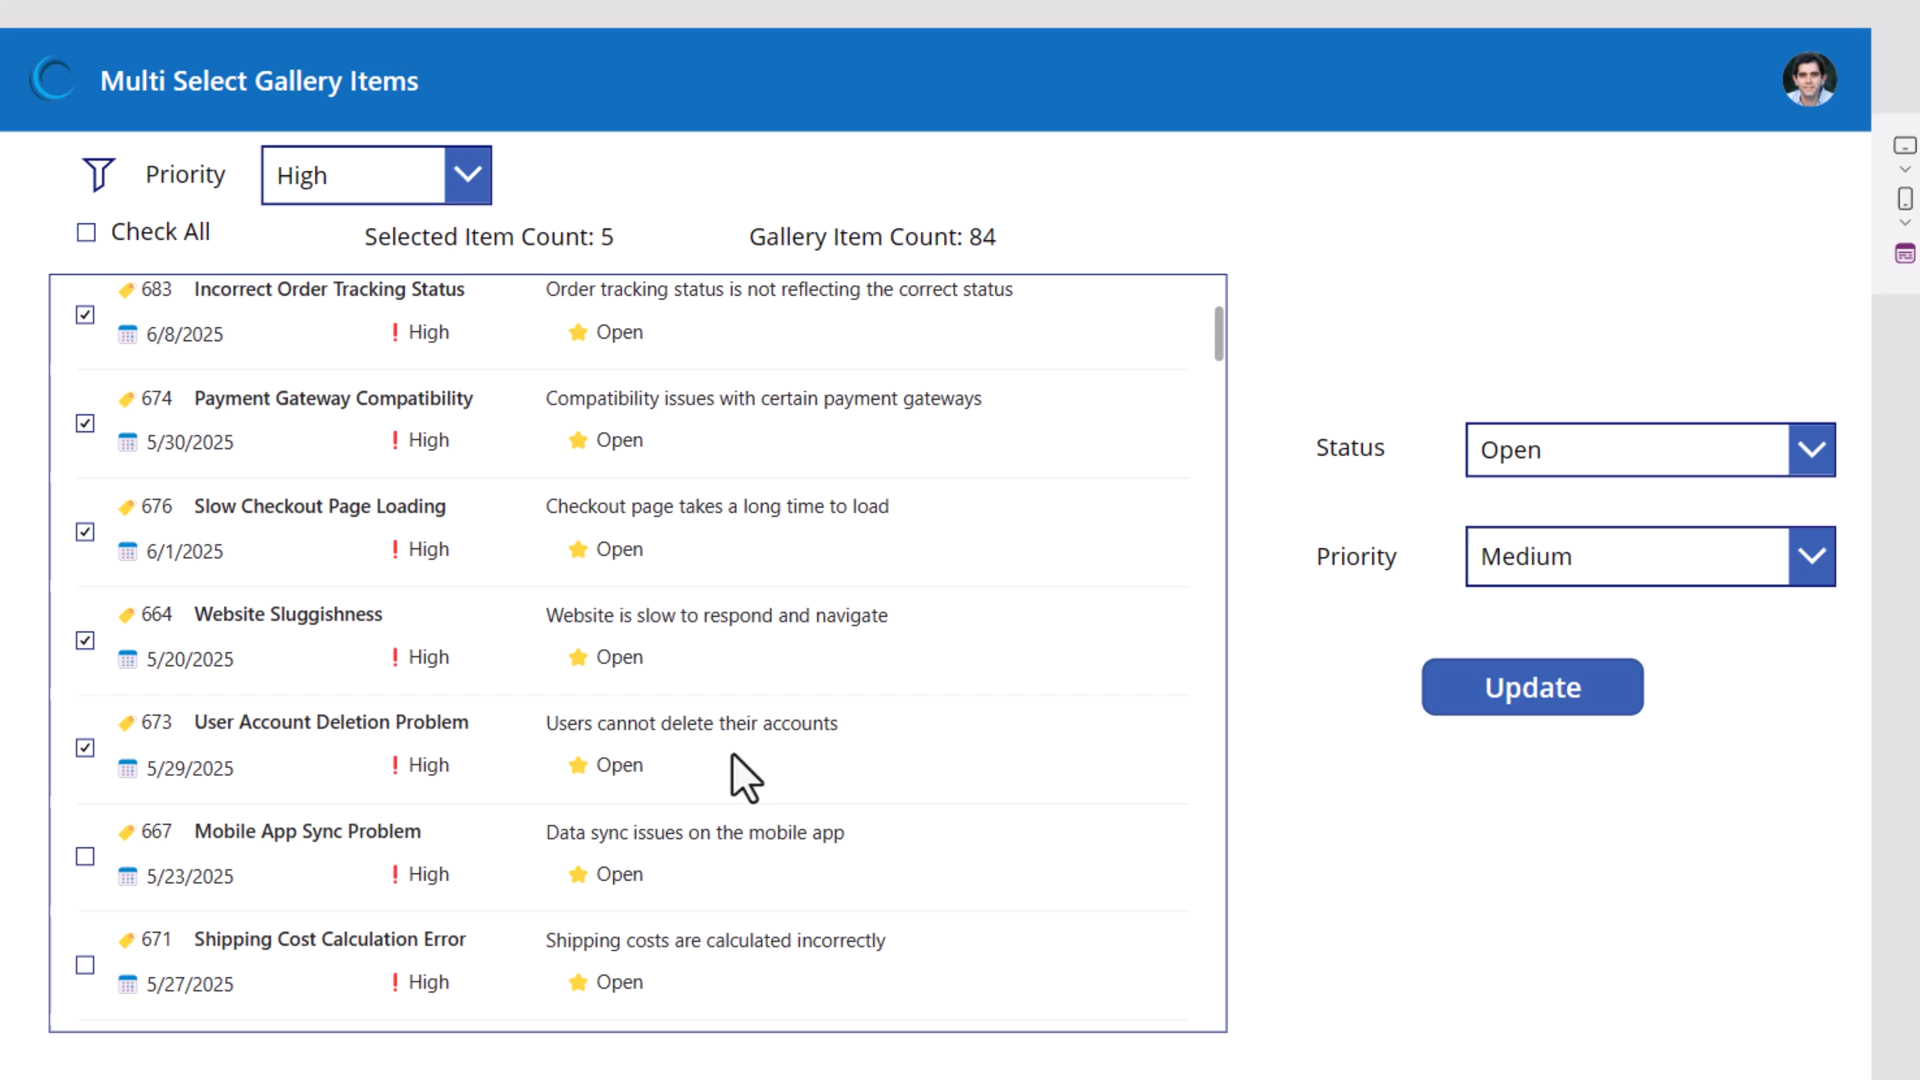 Multi Select Gallery Items
Priority High
Check All Selected Item Count: 5 Gallery Item Count: 84
683 Incorrect Order Tracking Status Order tracking status is not reflecting the correct status
6/8/2025 High Open
674 Payment Gateway Compatibility Compatibility issues with certain payment gateways
5/30/2025 High Open
676 Slow Checkout Page Loading Checkout page takes a long time to load
6/1/2025 High Open
664 Website Sluggishness Website is slow to respond and navigate
5/20/2025 High Open
673 User Account Deletion Problem Users cannot delete their accounts
5/29/2025 High Open
667 Mobile App Sync Problem Data sync issues on the mobile app
5/23/2025 High Open
671 Shipping Cost Calculation Error Shipping costs are calculated incorrectly
5/27/2025 High Open
Status Open
Priority Medium
Update